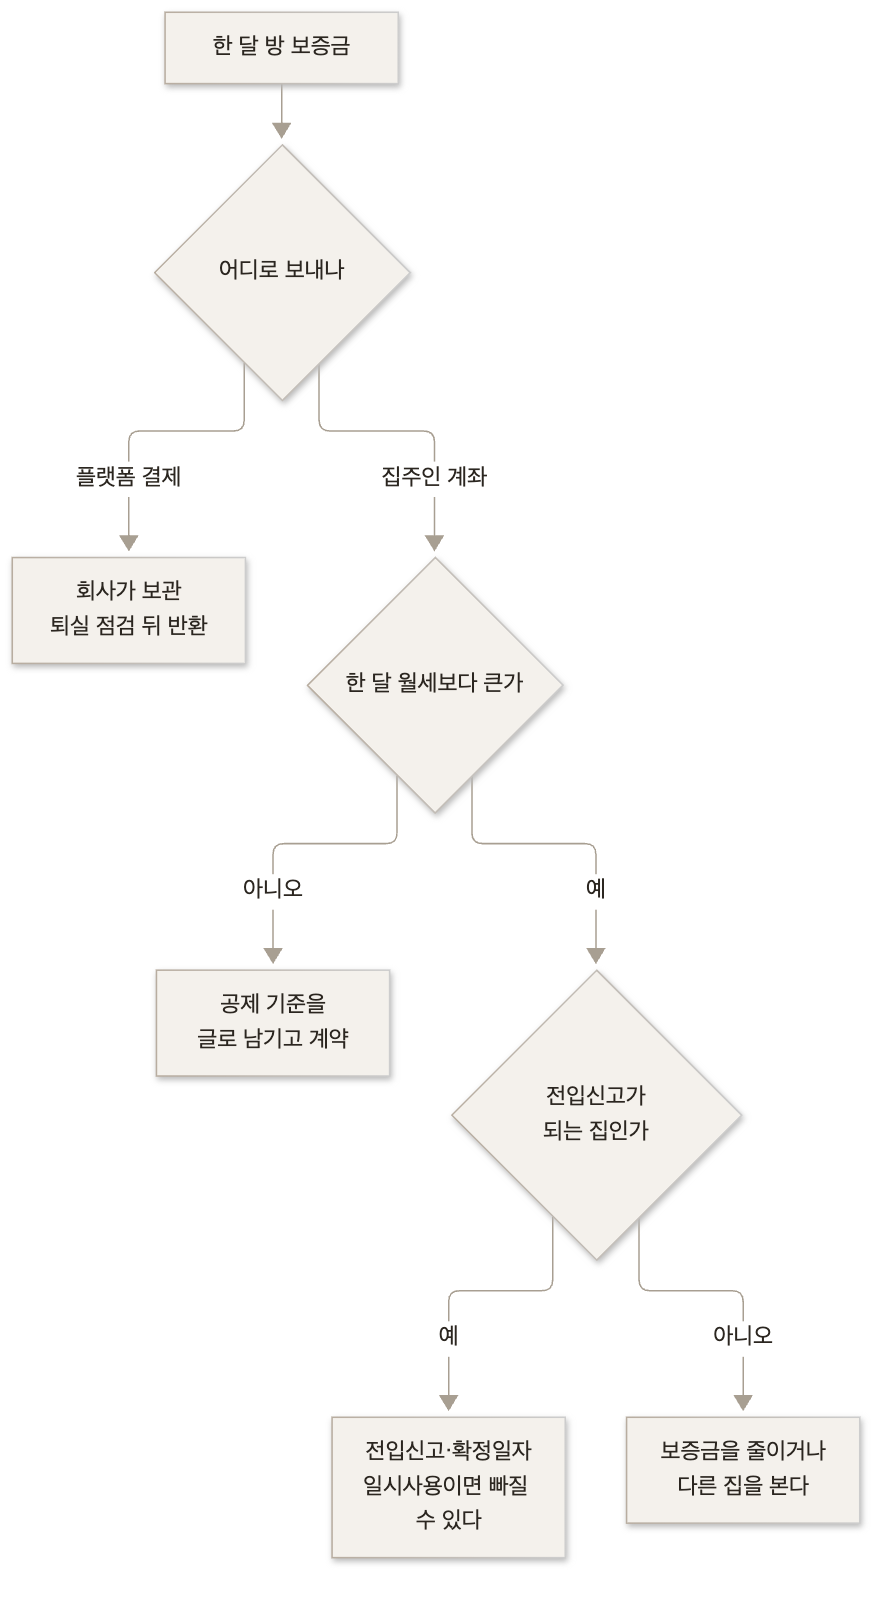 한 달 방 보증금
어디로 보내나
플랫폼 결제
집주인 계좌
회사가 보관
퇴실 점검 뒤 반환
한 달 월세보다 큰가
아니오
예
공제 기준을
글로 남기고 계약
전입신고가
되는 집인가
예
아니오
전입신고·확정일자
일시사용이면 빠질
수 있다
보증금을 줄이거나
다른 집을 본다